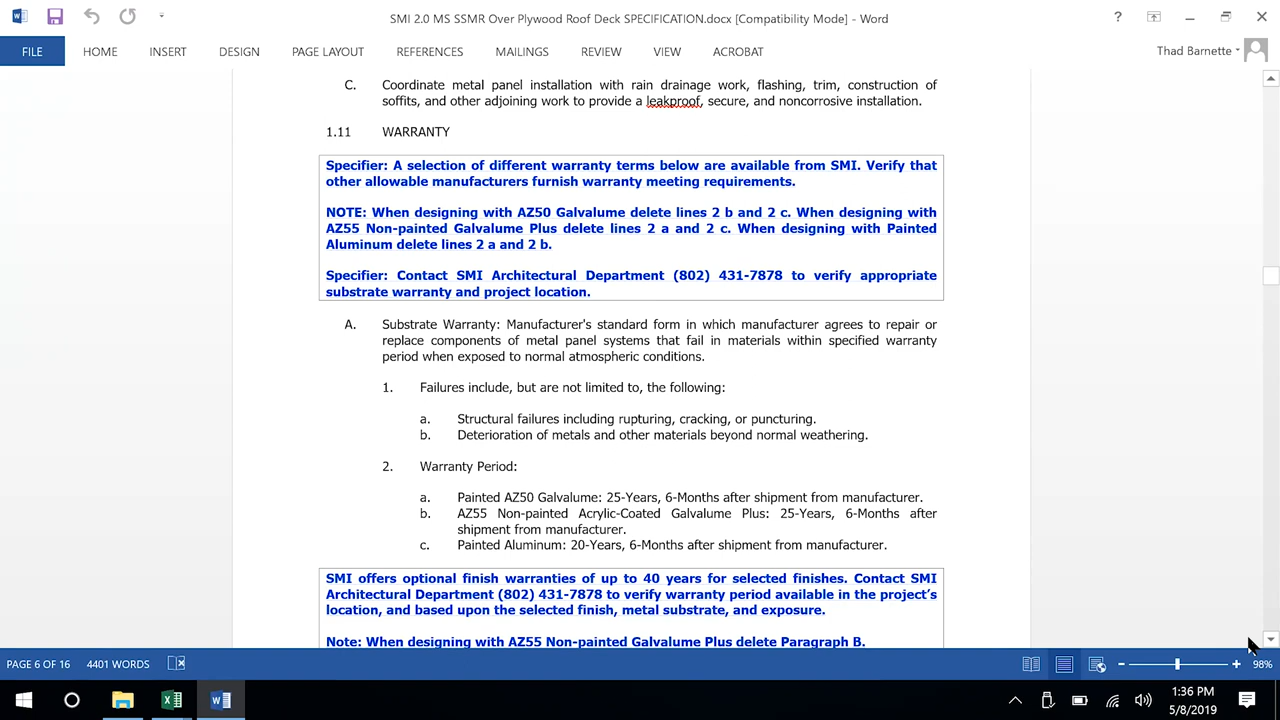 SMI 2.0 MS SSMR Over Plywood Roof Deck SPECIFICATION.docx [Compatibility Mode] - Word
?
FILE HOME INSERT DESIGN PAGE LAYOUT REFERENCES MAILINGS REVIEW VIEW ACROBAT Thad Barnette
C. Coordinate metal panel installation with rain drainage work, flashing, trim, construction of
soffits, and other adjoining work to provide a leakproof, secure, and noncorrosive installation.
1.11 WARRANTY
Specifier: A selection of different warranty terms below are available from SMI. Verify that
other allowable manufacturers furnish warranty meeting requirements.
NOTE: When designing with AZ50 Galvalume delete lines 2 b and 2 c. When designing with
AZ55 Non-painted Galvalume Plus delete lines 2 a and 2 c. When designing with Painted
Aluminum delete lines 2 a and 2 b.
Specifier: Contact SMI Architectural Department (802) 431-7878 to verify appropriate
substrate warranty and project location.
A. Substrate Warranty: Manufacturer's standard form in which manufacturer agrees to repair or
replace components of metal panel systems that fail in materials within specified warranty
period when exposed to normal atmospheric conditions.
1. Failures include, but are not limited to, the following:
a. Structural failures including rupturing, cracking, or puncturing.
b. Deterioration of metals and other materials beyond normal weathering.
2. Warranty Period:
a. Painted AZ50 Galvalume: 25-Years, 6-Months after shipment from manufacturer.
b. AZ55 Non-painted Acrylic-Coated Galvalume Plus: 25-Years, 6-Months after
shipment from manufacturer.
c. Painted Aluminum: 20-Years, 6-Months after shipment from manufacturer.
SMI offers optional finish warranties of up to 40 years for selected finishes. Contact SMI
Architectural Department (802) 431-7878 to verify warranty period available in the project’s
location, and based upon the selected finish, metal substrate, and exposure.
Note: When designing with AZ55 Non-painted Galvalume Plus delete Paragraph B.
PAGE 6 OF 16 4401 WORDS 98%
1:36 PM
5/8/2019